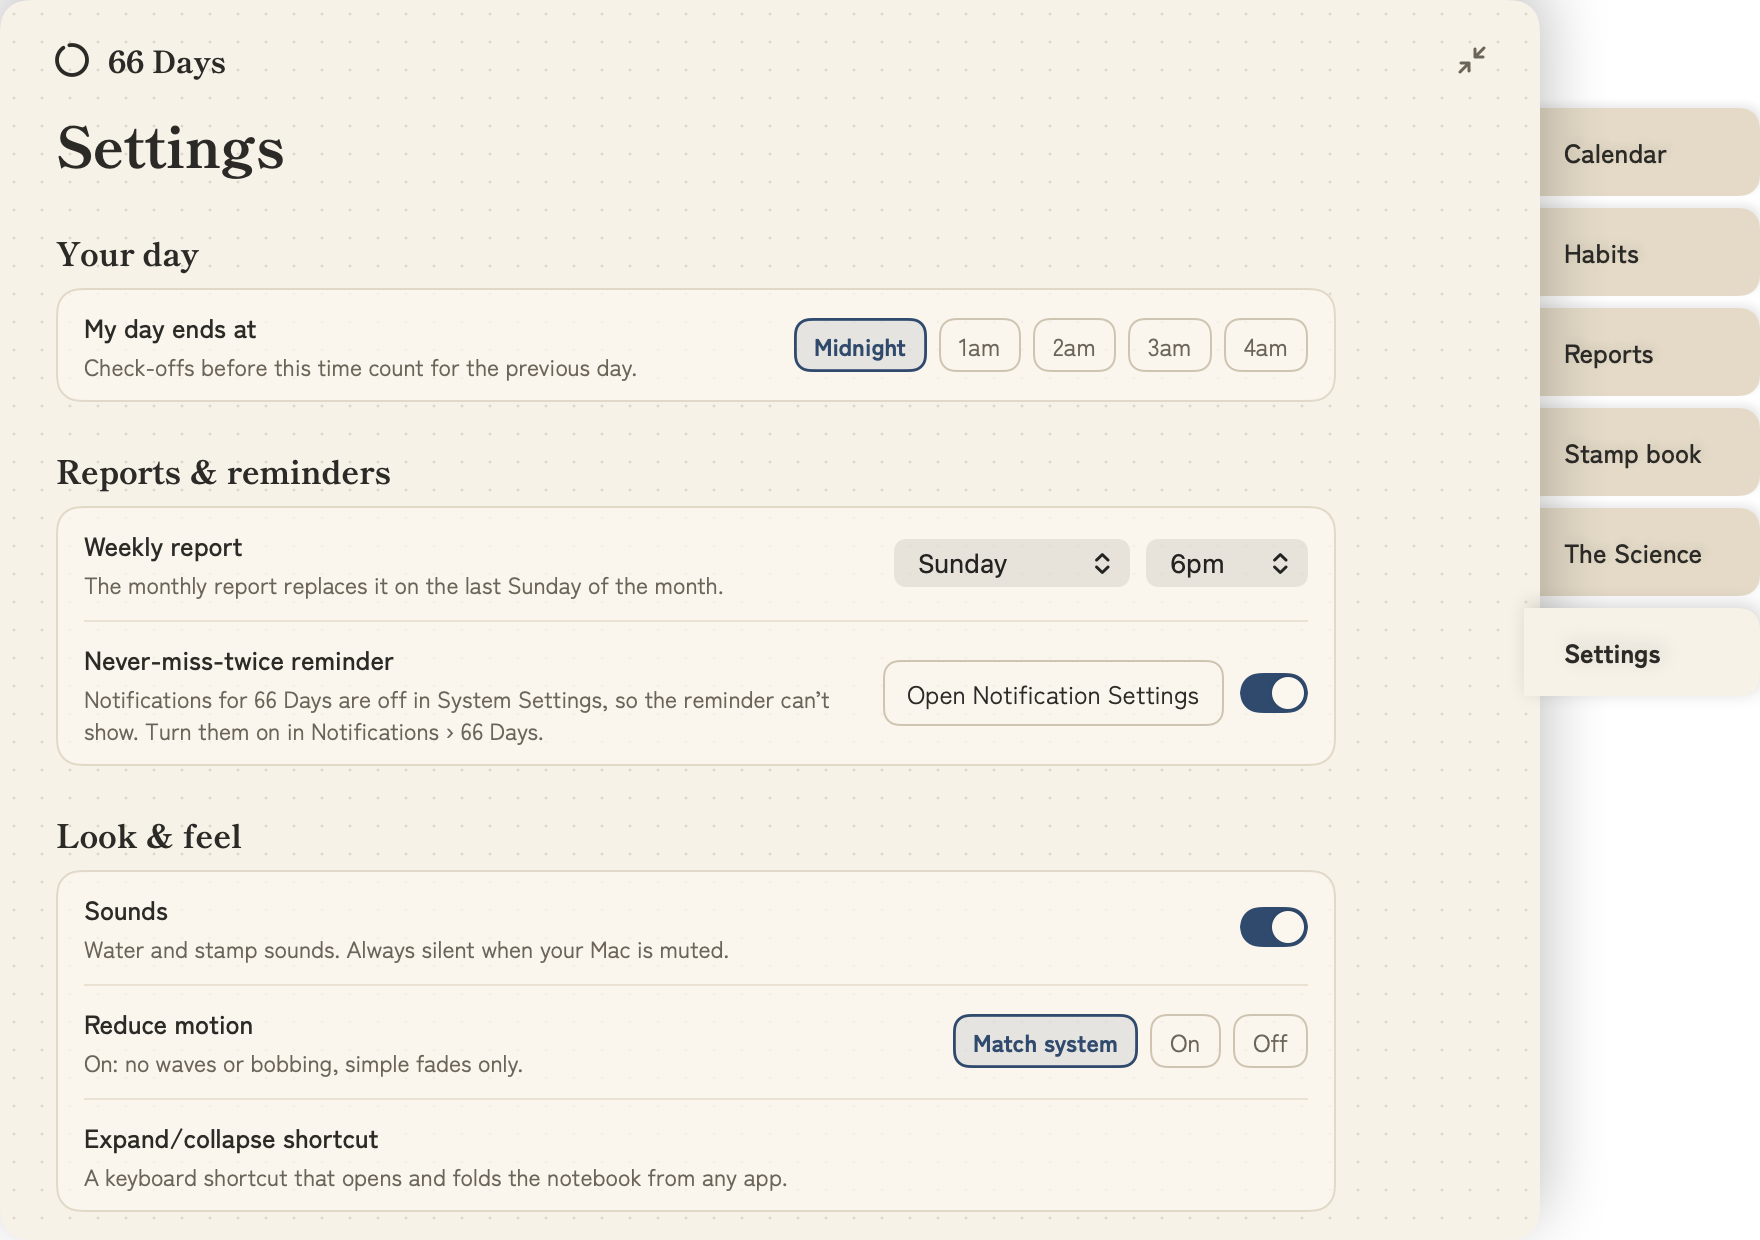 66 Days
Settings
Your day
My day ends at
Check-offs before this time count for the previous day.
Midnight
1am
2am
3am
4am
Reports & reminders
Weekly report
The monthly report replaces it on the last Sunday of the month.
Sunday
6pm
Never-miss-twice reminder
Notifications for 66 Days are off in System Settings, so the reminder can’t
show. Turn them on in Notifications › 66 Days.
Open Notification Settings
Look & feel
Sounds
Water and stamp sounds. Always silent when your Mac is muted.
Reduce motion
On: no waves or bobbing, simple fades only.
Match system
On
Off
Expand/collapse shortcut
A keyboard shortcut that opens and folds the notebook from any app.
Calendar
Habits
Reports
Stamp book
The Science
Settings